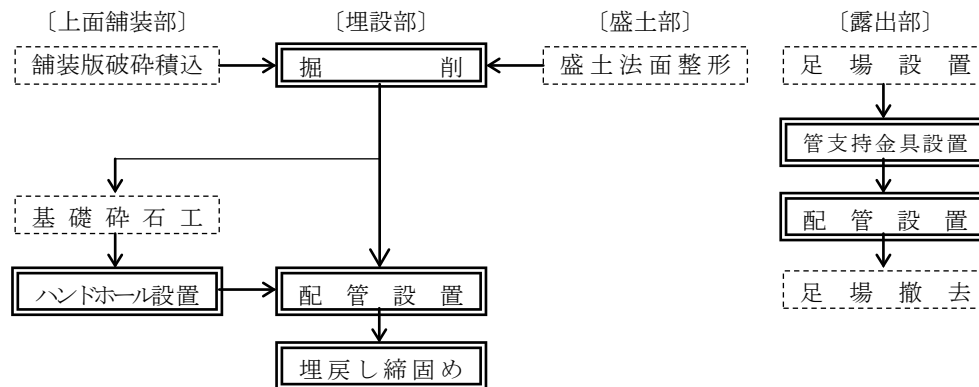 〔上面舗装部〕 〔埋設部〕 〔盛土部〕 〔露出部〕
舗装版破砕積込 掘削 盛土法面整形 足場設置
管支持金具設置
基礎砕石工 配管設置
ハンドホール設置 配管設置 足場撤去
埋戻し締固め